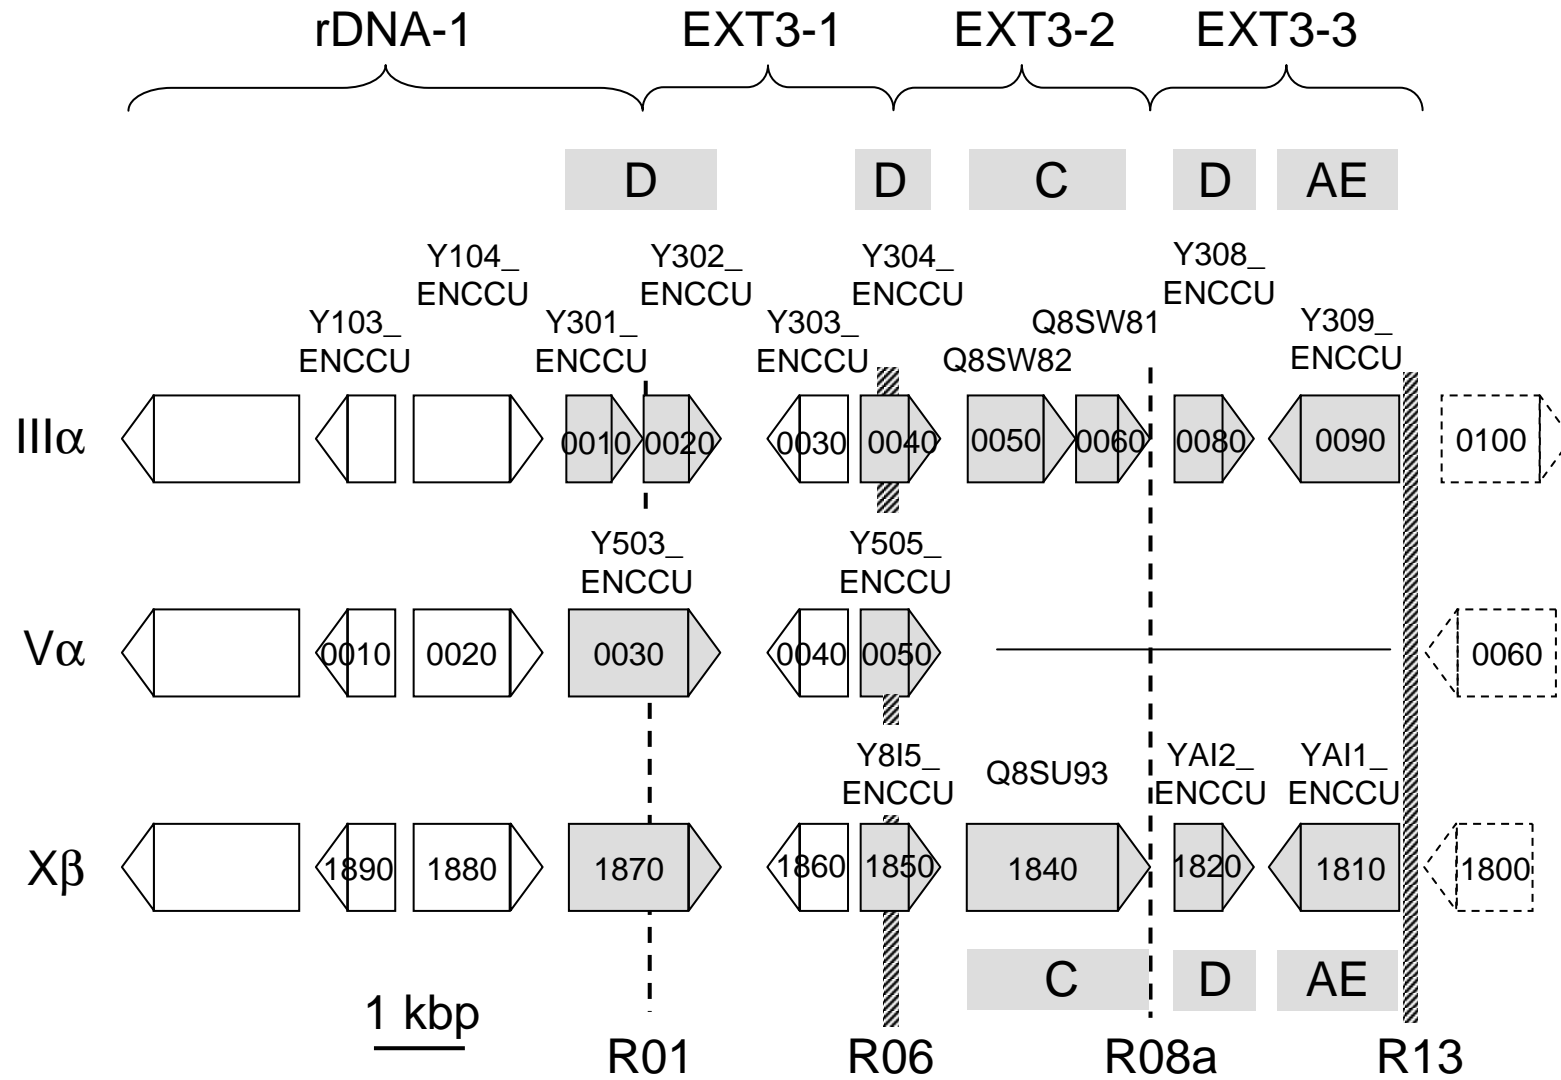 rDNA-1 EXT3-1 EXT3-2 EXT3-3
D D C D AE
Y104_ Y302_ Y304_ Y308_
ENCCU ENCCU ENCCU ENCCU
Y103_ Y301_ Y303_ Q8SW81 Y309_
ENCCU ENCCU ENCCU Q8SW82 ENCCU
IIIα 0010 0020 0030 0040 0050 0060 0080 0090 0100
Y503_ Y505_
ENCCU ENCCU
Vα 0010 0020 0030 0040 0050 0060
Y8I5_ Q8SU93 YAI2_ YAI1_
ENCCU ENCCU ENCCU
Xβ 1890 1880 1870 1860 1850 1840 1820 1810 1800
C D AE
1 kbp
R01 R06 R08a R13